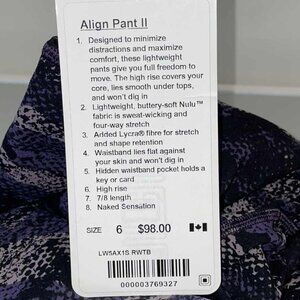 Align Pant II
1. Designed to minimize
distractions and maximize
comfort, these lightweight
pants give you full freedom to
move. The high rise covers your
core, lies smooth under tops,
and won't dig in
2. Lightweight, buttery-soft Nulu™
fabric is sweat-wicking and
four-way stretch
3. Added Lycra® fibre for stretch
and shape retention
4. Waistband lies flat against
your skin and won't dig in
5. Hidden waistband pocket holds a
key or card
6. High rise
7. 7/8 length
8. Naked Sensation
SIZE 6 $98.00
LW5AX1S RWTB
000003769327